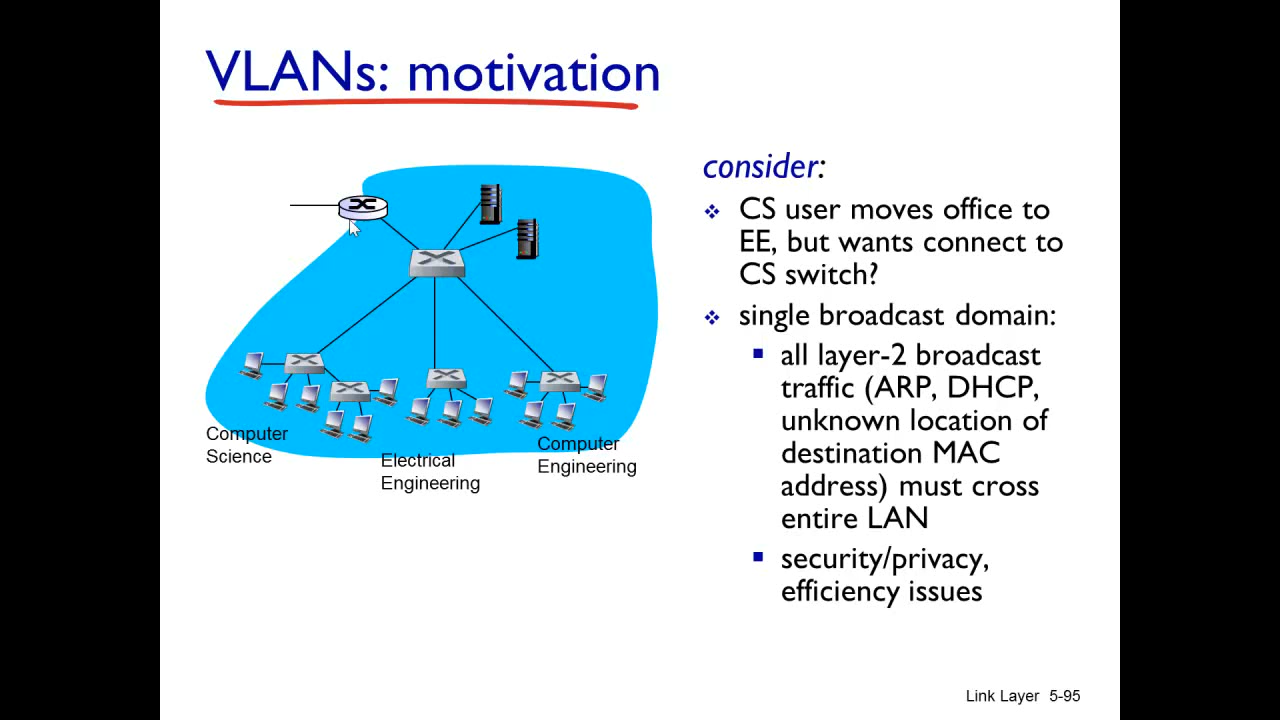 VLANs: motivation
consider:
CS user moves office to
EE, but wants connect to
CS switch?
single broadcast domain:
all layer-2 broadcast
traffic (ARP, DHCP,
unknown location of
destination MAC
address) must cross
entire LAN
security/privacy,
efficiency issues
Computer
Science
Electrical
Engineering
Computer
Engineering
Link Layer 5-95